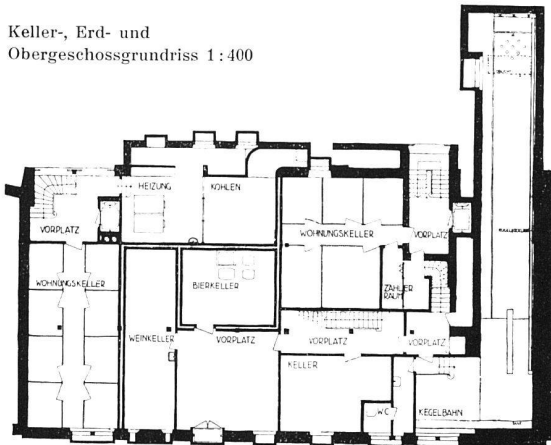 Keller-, Erd- und
Obergeschossgrundriss 1 : 400
HEIZUNG
KOHLEN
VORPLATZ
WOHNUNGSKELLER
VORPLATZ
WOHNUNGSKELLER
ZÄHLER
RAUM
BIERKELLER
WEINKELLER
VORPLATZ
VORPLATZ
VORPLATZ
KELLER
W.C.
KEGELBAHN